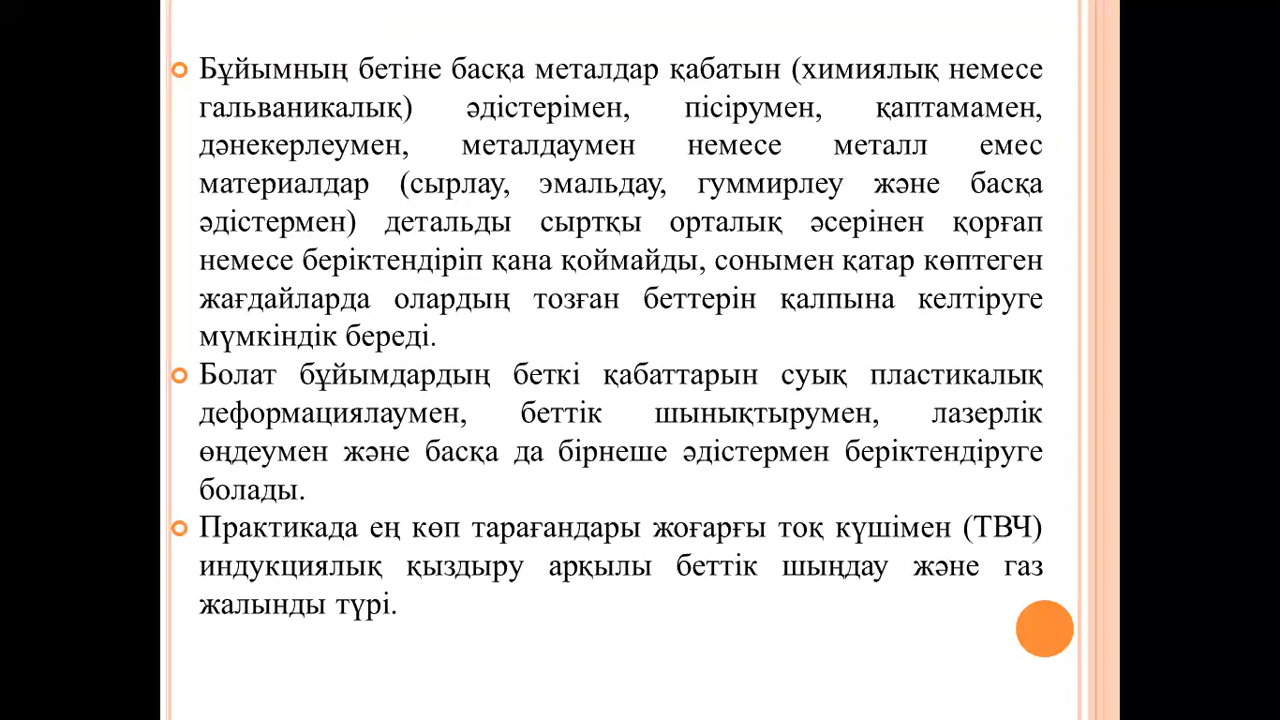 Бұйымның бетіне басқа металдар қабатын (химиялық немесе
гальваникалық) әдістерімен, пісірумен, қаптамамен,
дәнекерлеумен, металдаумен немесе металл емес
материалдар (сырлау, эмальдау, гуммирлеу және басқа
әдістермен) детальды сыртқы орталық әсерінен қорғап
немесе беріктендіріп қана қоймайды, сонымен қатар көптеген
жағдайларда олардың тозған беттерін қалпына келтіруге
мүмкіндік береді.
Болат бұйымдардың беткі қабаттарын суық пластикалық
деформациялаумен, беттік шынықтырумен, лазерлік
өңдеумен және басқа да бірнеше әдістермен беріктендіруге
болады.
Практикада ең көп тарағандары жоғарғы тоқ күшімен (ТВЧ)
индукциялық қыздыру арқылы беттік шыңдау және газ
жалынды түрі.